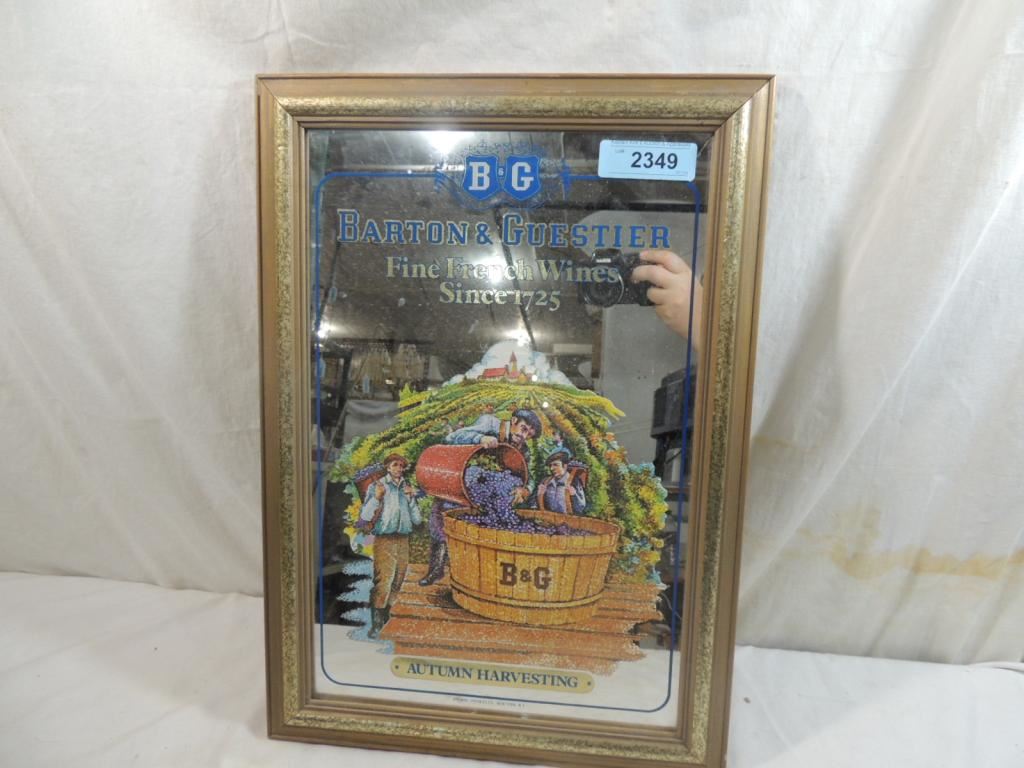 B & G
2349
BARTON & GUESTIER
Fine French Wines
Since 1725
B&G
• AUTUMN HARVESTING •